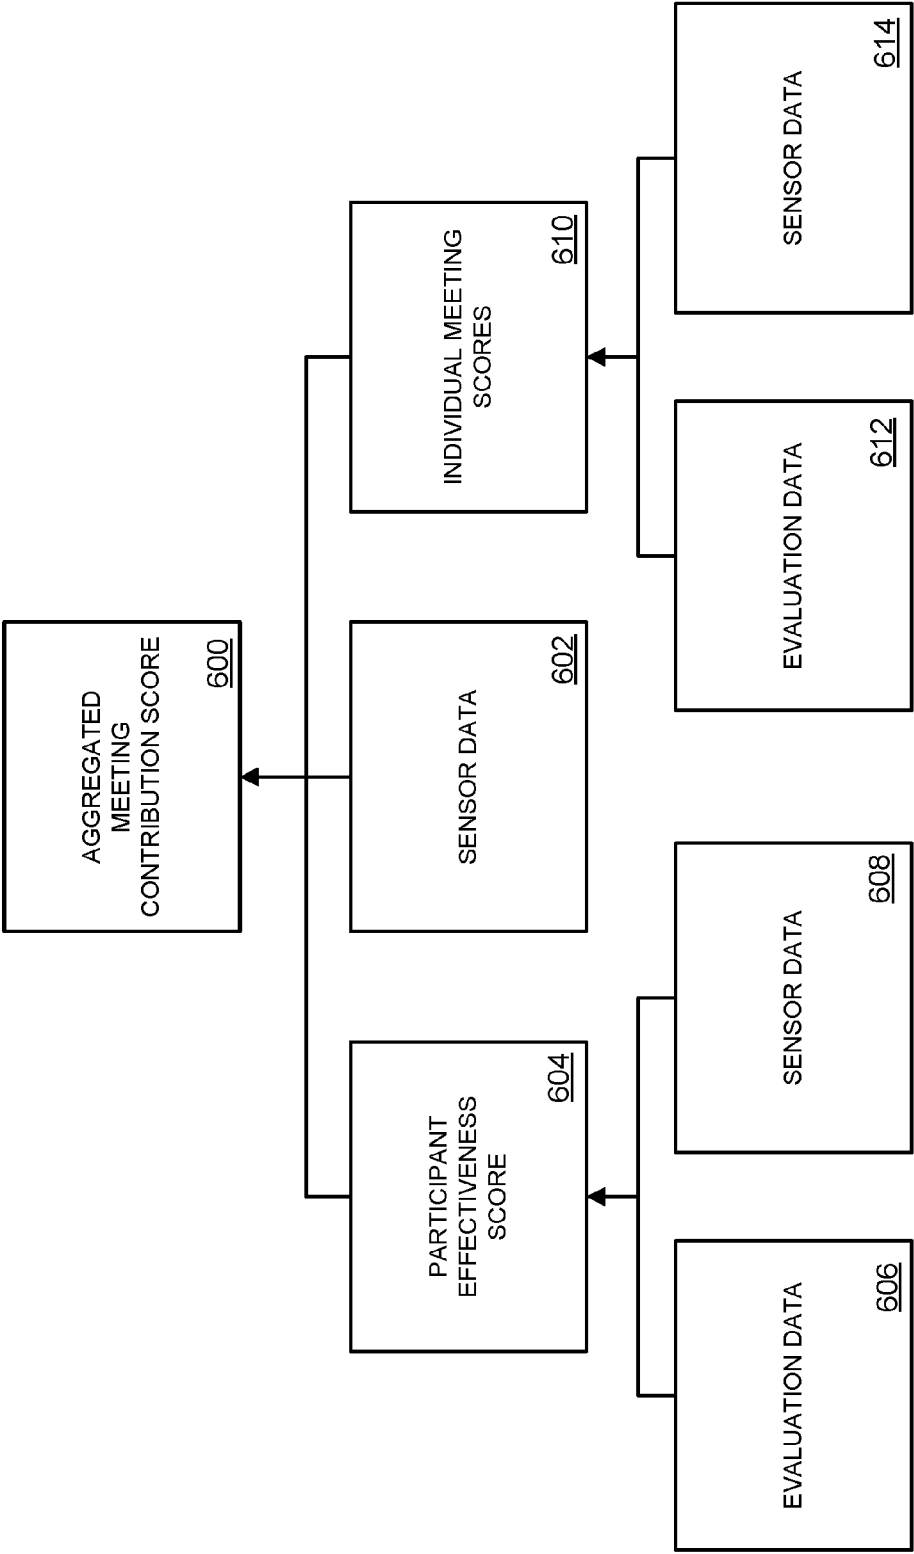 AGGREGATED
MEETING
CONTRIBUTION SCORE
600
PARTICIPANT
EFFECTIVENESS
SCORE
604
SENSOR DATA
602
INDIVIDUAL MEETING
SCORES
610
EVALUATION DATA
606
SENSOR DATA
608
EVALUATION DATA
612
SENSOR DATA
614